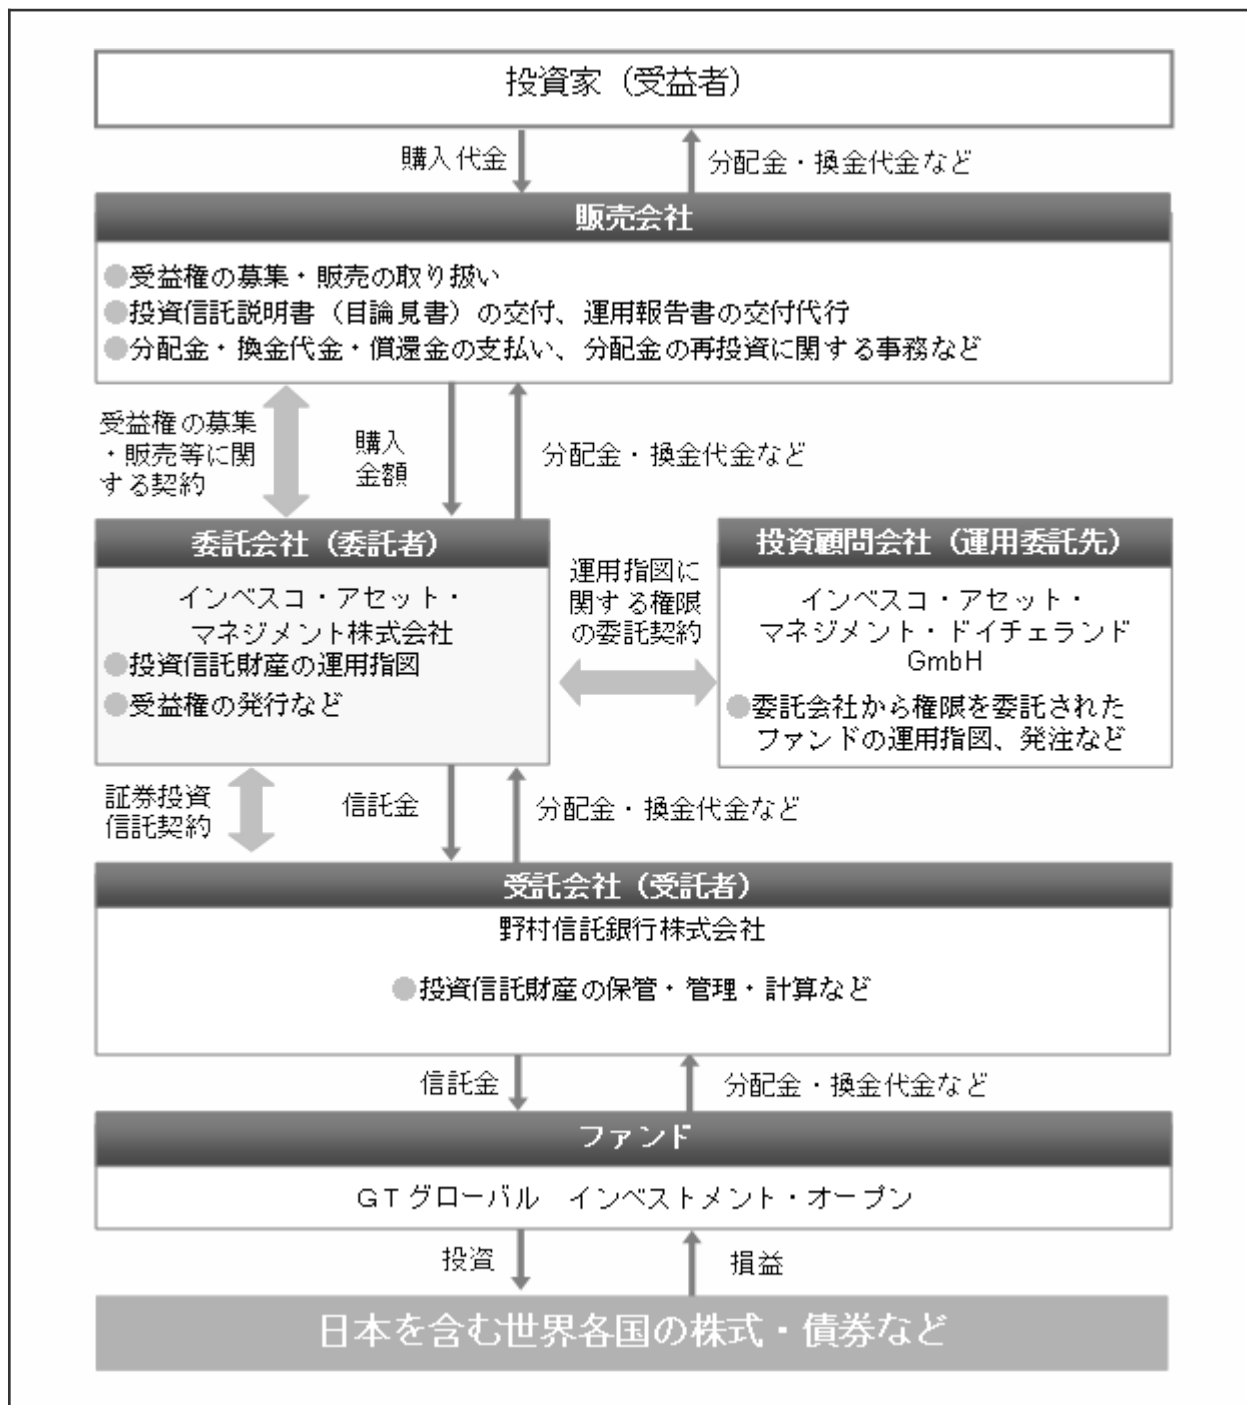 投資家（受益者）
購入代金
分配金・換金代金など
販売会社
●受益権の募集・販売の取り扱い
●投資信託説明書（目論見書）の交付、運用報告書の交付代行
●分配金・換金代金・償還金の支払い、分配金の再投資に関する事務など
受益権の募集
・販売等に関
する契約
購入
金額
分配金・換金代金など
委託会社（委託者）
インベスコ・アセット・
マネジメント株式会社
●投資信託財産の運用指図
●受益権の発行など
運用指図に
関する権限
の委託契約
投資顧問会社（運用委託先）
インベスコ・アセット・
マネジメント・ドイチェランド
GmbH
●委託会社から権限を委託された
ファンドの運用指図、発注など
証券投資
信託契約
信託金
分配金・換金代金など
受託会社（受託者）
野村信託銀行株式会社
●投資信託財産の保管・管理・計算など
信託金
分配金・換金代金など
ファンド
ＧＴグローバル　インベストメント・オープン
投資
損益
日本を含む世界各国の株式・債券など